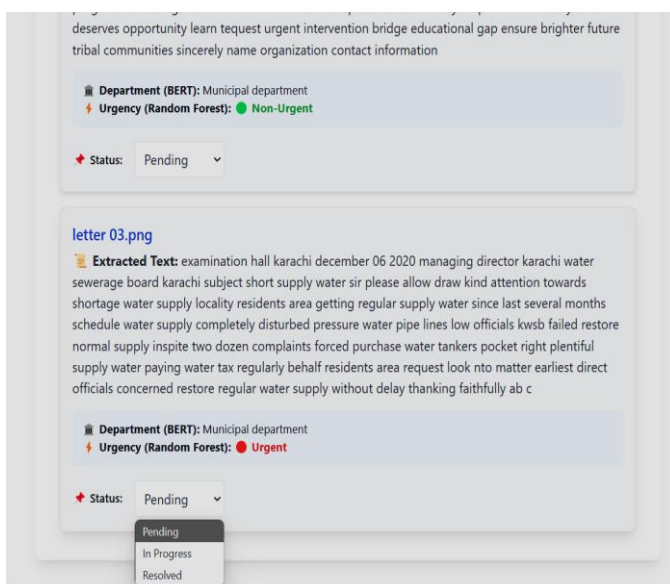 deserves opportunity learn tequest urgent intervention bridge educational gap ensure brighter future
tribal communities sincerely name organization contact information
Department (BERT): Municipal department
Urgency (Random Forest): Non-Urgent
Status: Pending
letter 03.png
Extracted Text: examination hall karachi december 06 2020 managing director karachi water
sewerage board karachi subject short supply water sir please allow draw kind attention towards
shortage water supply locality residents area getting regular supply water since last several months
schedule water supply completely disturbed pressure water pipe lines low officials kwsb failed restore
normal supply inspite two dozen complaints forced purchase water tankers pocket right plentiful
supply water paying water tax regularly behalf residents area request look nto matter earliest direct
officials concerned restore regular water supply without delay thanking faithfully ab c
Department (BERT): Municipal department
Urgency (Random Forest): Urgent
Status: Pending
Pending
In Progress
Resolved